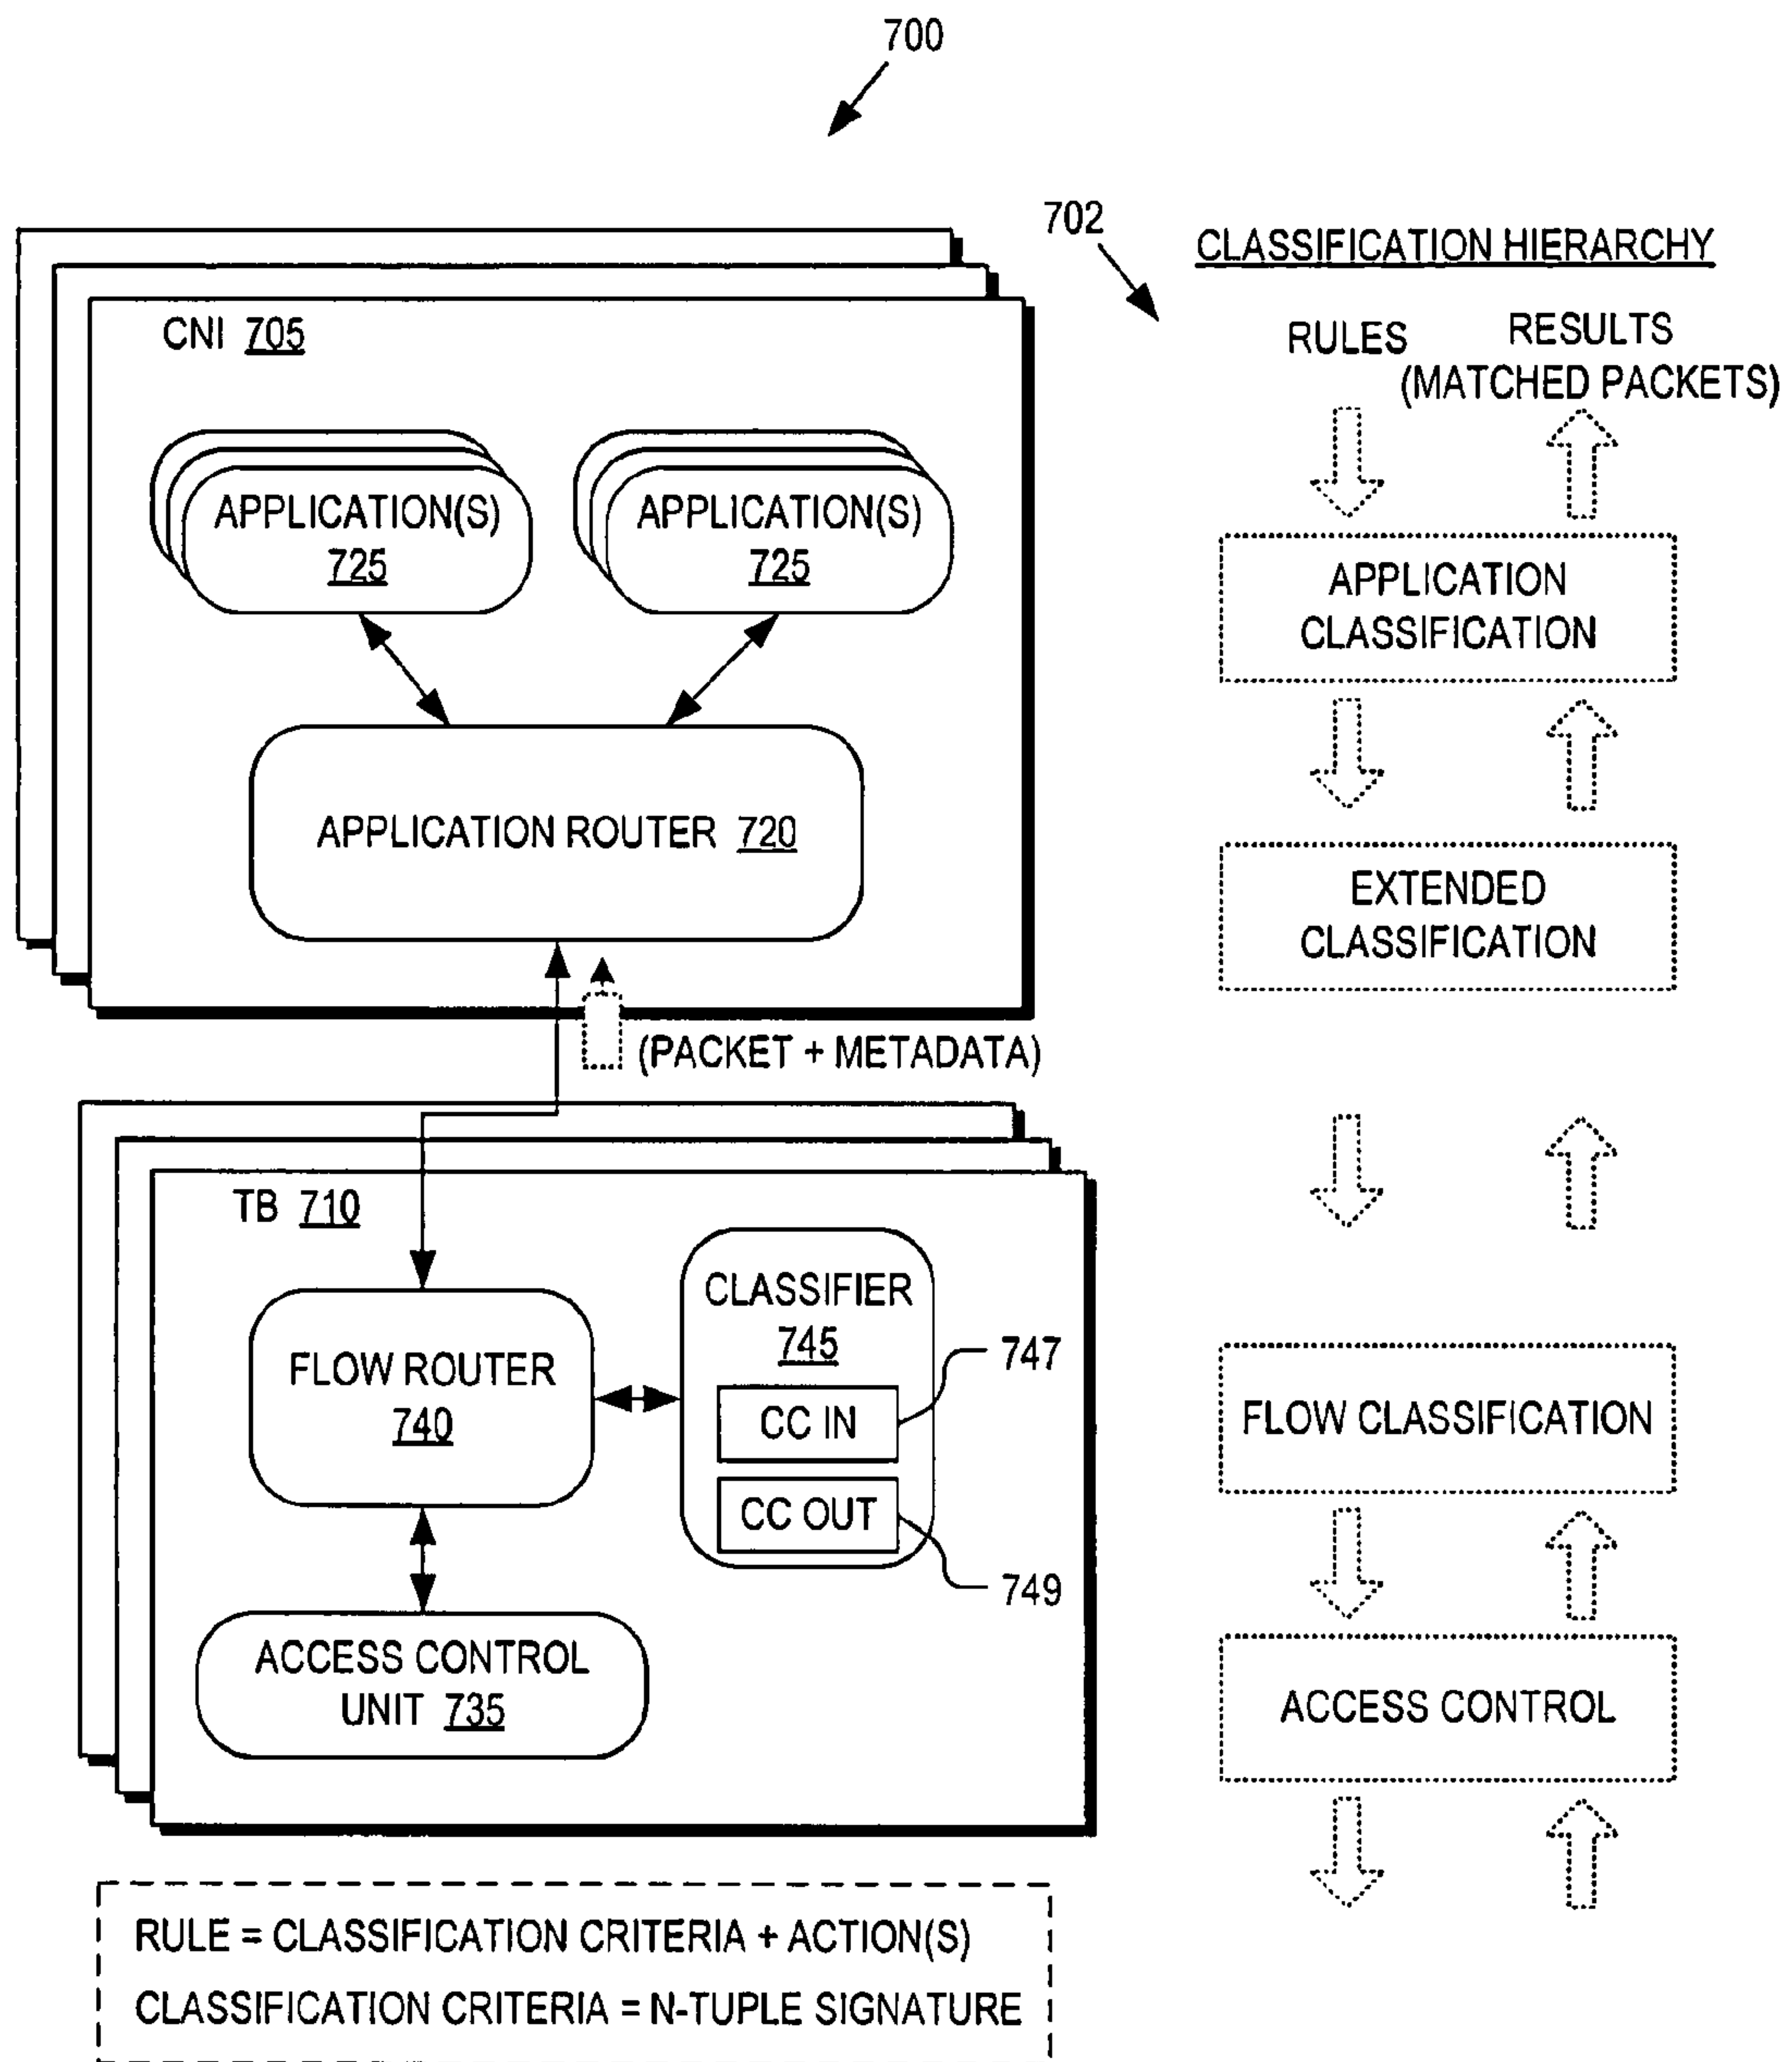 700
702
CLASSIFICATION HIERARCHY
RULES
RESULTS
(MATCHED PACKETS)
CNI 705
APPLICATION(S)
725
APPLICATION(S)
725
APPLICATION
CLASSIFICATION
APPLICATION ROUTER 720
EXTENDED
CLASSIFICATION
(PACKET + METADATA)
TB 710
CLASSIFIER
745
747
FLOW ROUTER
740
CC IN
CC OUT
749
FLOW CLASSIFICATION
ACCESS CONTROL
UNIT 735
ACCESS CONTROL
RULE = CLASSIFICATION CRITERIA + ACTION(S)
CLASSIFICATION CRITERIA = N-TUPLE SIGNATURE